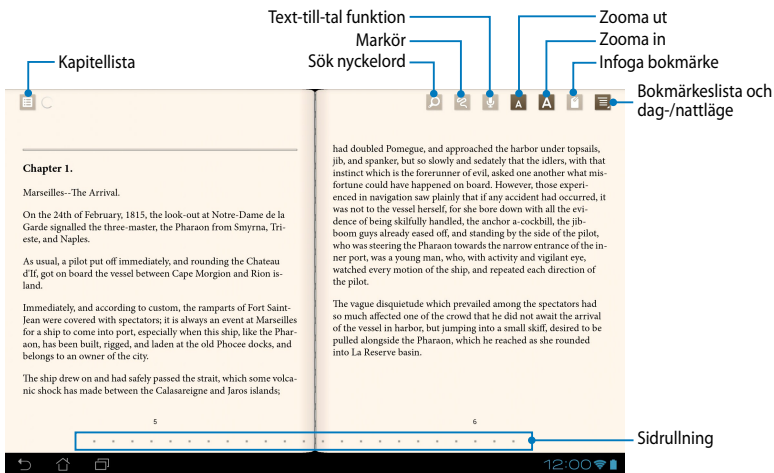 Text-till-tal funktion
Markör
Sök nyckelord
Kapitellista
Zooma ut
Zooma in
Infoga bokmärke
Bokmärkeslista och
dag-/nattläge
A
A
Chapter 1.
Marseilles--The Arrival.
On the 24th of February, 1815, the look-out at Notre-Dame de la
Garde signalled the three-master, the Pharaon from Smyrna, Tri-
este, and Naples.
As usual, a pilot put off immediately, and rounding the Chateau
d'If, got on board the vessel between Cape Morgion and Rion is-
land.
Immediately, and according to custom, the ramparts of Fort Saint-
Jean were covered with spectators; it is always an event at Marseilles
for a ship to come into port, especially when this ship, like the Phar-
aon, has been built, rigged, and laden at the old Phocee docks, and
belongs to an owner of the city.
The ship drew on and had safely passed the strait, which some volca-
nic shock has made between the Calasareigne and Jaros islands;
5
had doubled Pomegue, and approached the harbor under topsails,
jib, and spanker, but so slowly and sedately that the idlers, with that
instinct which is the forerunner of evil, asked one another what mis-
fortune could have happened on board. However, those experi-
enced in navigation saw plainly that if any accident had occurred, it
was not to the vessel herself, for she bore down with all the evi-
dence of being skilfully handled, the anchor a-cockbill, the jib-
boom guys already eased off, and standing by the side of the pilot,
who was steering the Pharaon towards the narrow entrance of the in-
ner port, was a young man, who, with activity and vigilant eye,
watched every motion of the ship, and repeated each direction of
the pilot.
The vague disquietude which prevailed among the spectators had
so much affected one of the crowd that he did not await the arrival
of the vessel in harbor, but jumping into a small skiff, desired to be
pulled alongside the Pharaon, which he reached as she rounded
into La Reserve basin.
6
Sidrullning
12:00